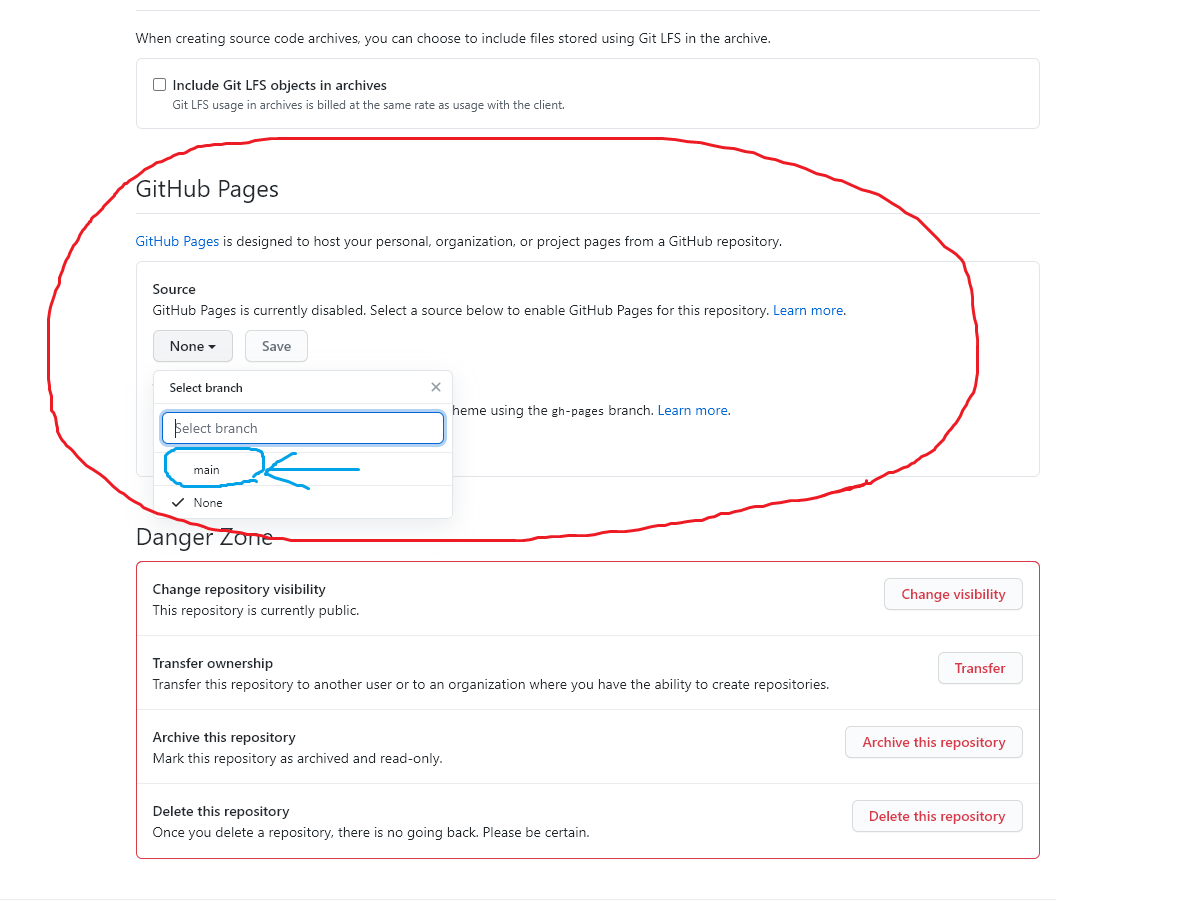 When creating source code archives, you can choose to include files stored using Git LFS in the archive.
Include Git LFS objects in archives
Git LFS usage in archives is billed at the same rate as usage with the client.
GitHub Pages
GitHub Pages is designed to host your personal, organization, or project pages from a GitHub repository.
Source
GitHub Pages is currently disabled. Select a source below to enable GitHub Pages for this repository. Learn more.
None Save
Select branch
heme using the gh-pages branch. Learn more.
Select branch
main
None
Danger Zone
Change repository visibility
This repository is currently public.
Change visibility
Transfer ownership
Transfer this repository to another user or to an organization where you have the ability to create repositories.
Transfer
Archive this repository
Mark this repository as archived and read-only.
Archive this repository
Delete this repository
Once you delete a repository, there is no going back. Please be certain.
Delete this repository